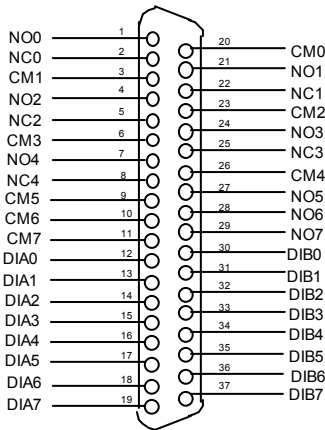 NO0 1
20 CM0
NC0 2
21 NO1
CM1 3
22 NC1
NO2 4
23 CM2
NC2 5
24 NO3
CM3 6
25 NC3
NO4 7
26 CM4
NC4 8
27 NO5
CM5 9
28 NO6
CM6 10
29 NO7
CM7 11
30 DIB0
DIA0 12
31 DIB1
DIA1 13
32 DIB2
DIA2 14
33 DIB3
DIA3 15
34 DIB4
DIA4 16
35 DIB5
DIA5 17
36 DIB6
DIA6 18
37 DIB7
DIA7 19